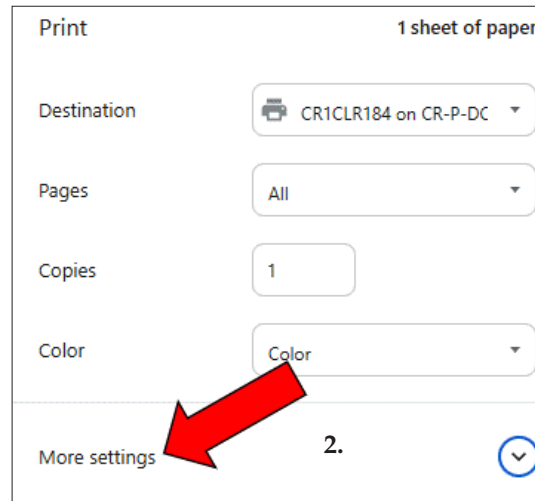 Print 1 sheet of paper
Destination CR1CLR184 on CR-P-DC
Pages All
Copies 1
Color Color
More settings 2.